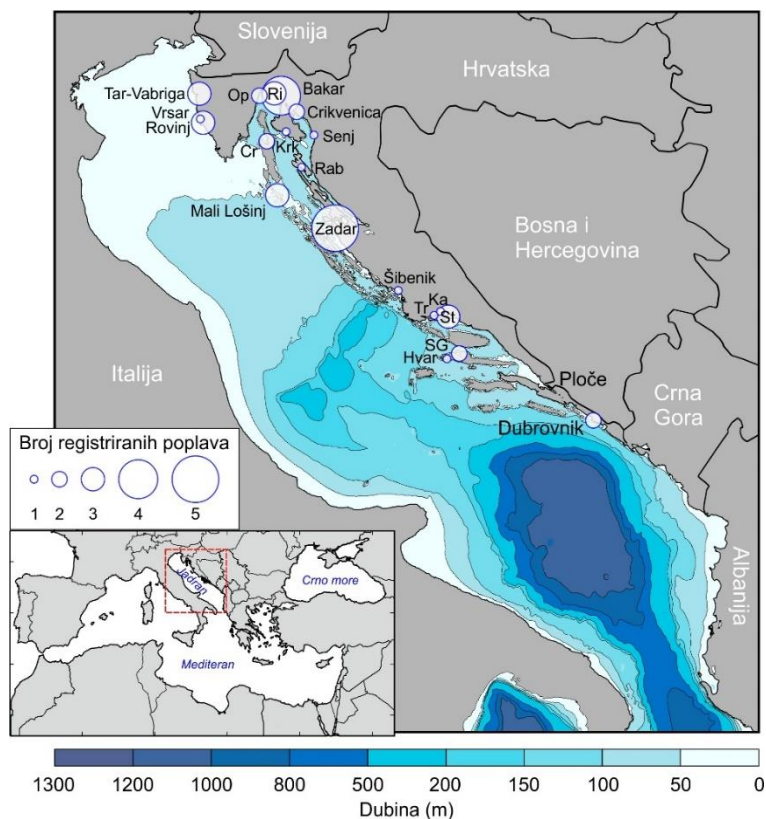 Slovenija
Hrvatska
Tar-Vabriga
Op
Ri
Bakar
Vrsar
Crikvenica
Rovinj
Cr
Krk
Senj
Rab
Mali Lošinj
Zadar
Bosna i
Hercegovina
Šibenik
Ka
Tr
St
SG
Hvar
Italija
Ploče
Crna
Gora
Dubrovnik
Broj registriranih poplava
1 2 3 4 5
Albanija
Jadran
Crno more
Mediteran
1300 1200 1000 800 500 200 100 50 0
Dubina (m)